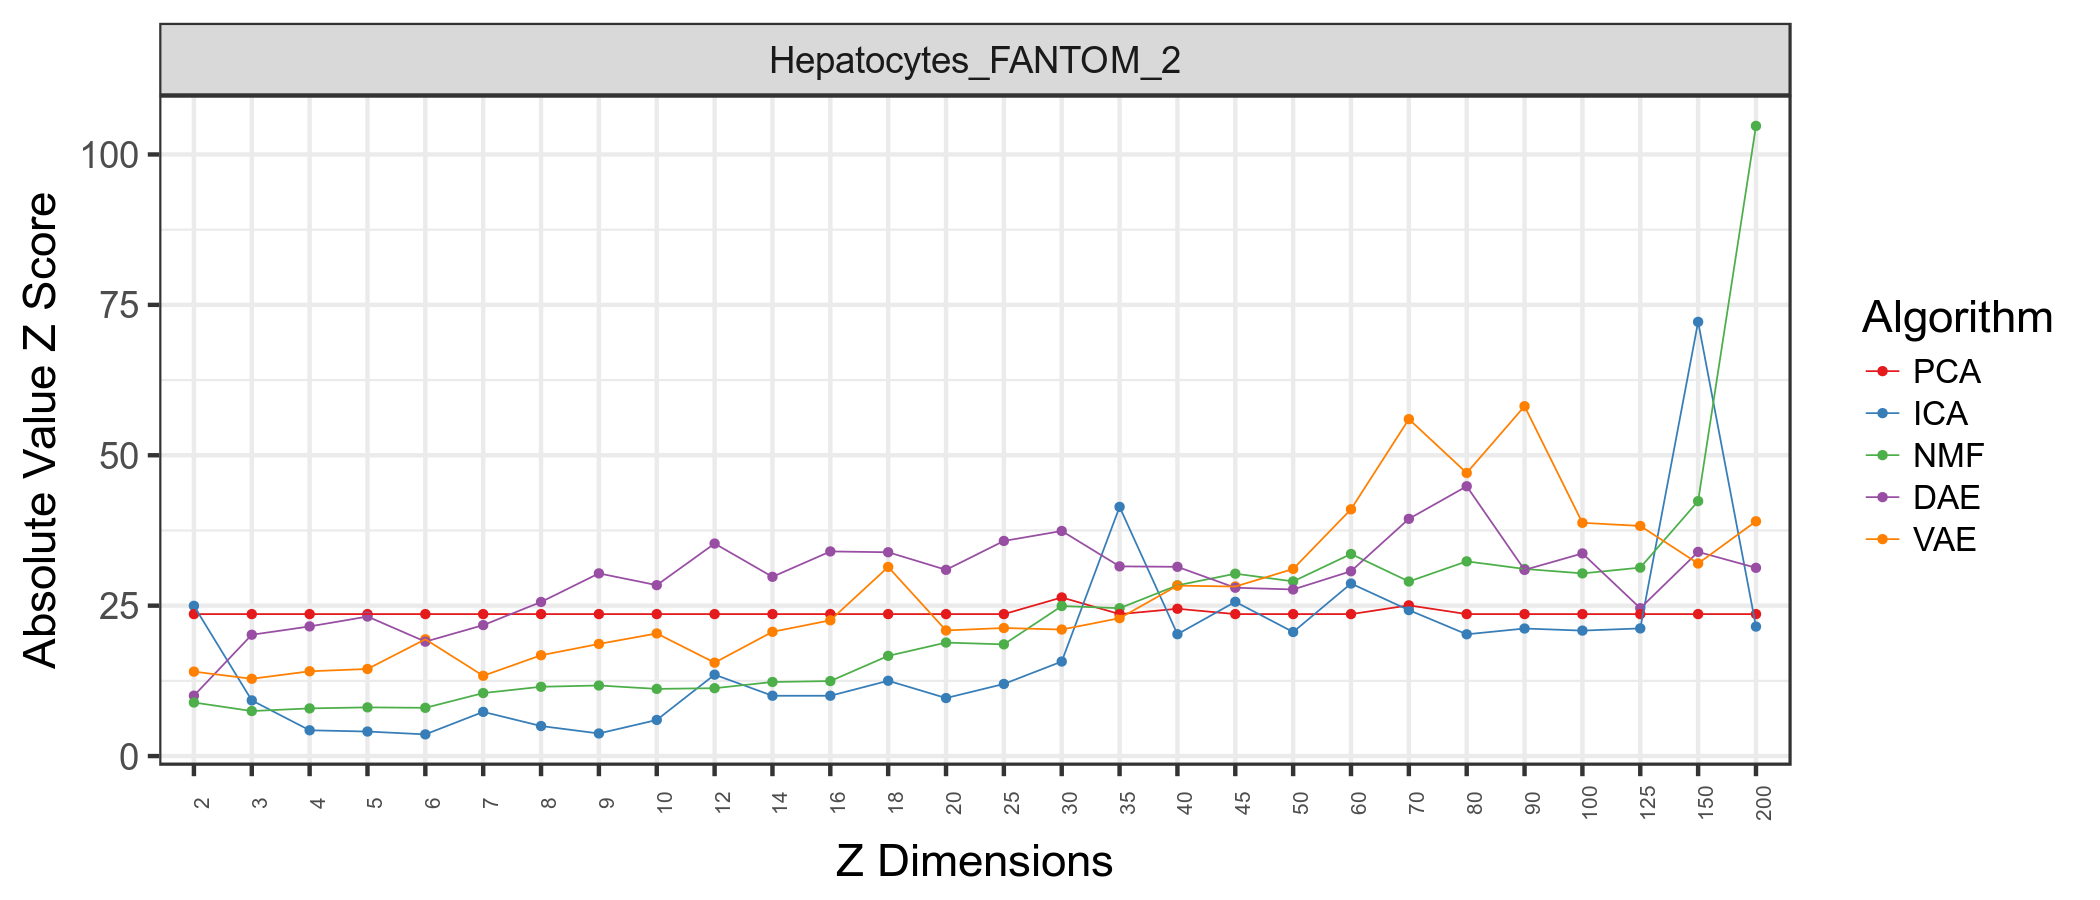 Hepatocytes_FANTOM_2
Absolute Value Z Score
100
75
50
25
0
2 3 4 5 6 7 8 9 10 12 14 16 18 20 25 30 35 40 45 50 60 70 80 90 100 125 150 200
Z Dimensions
Algorithm
PCA
ICA
NMF
DAE
VAE